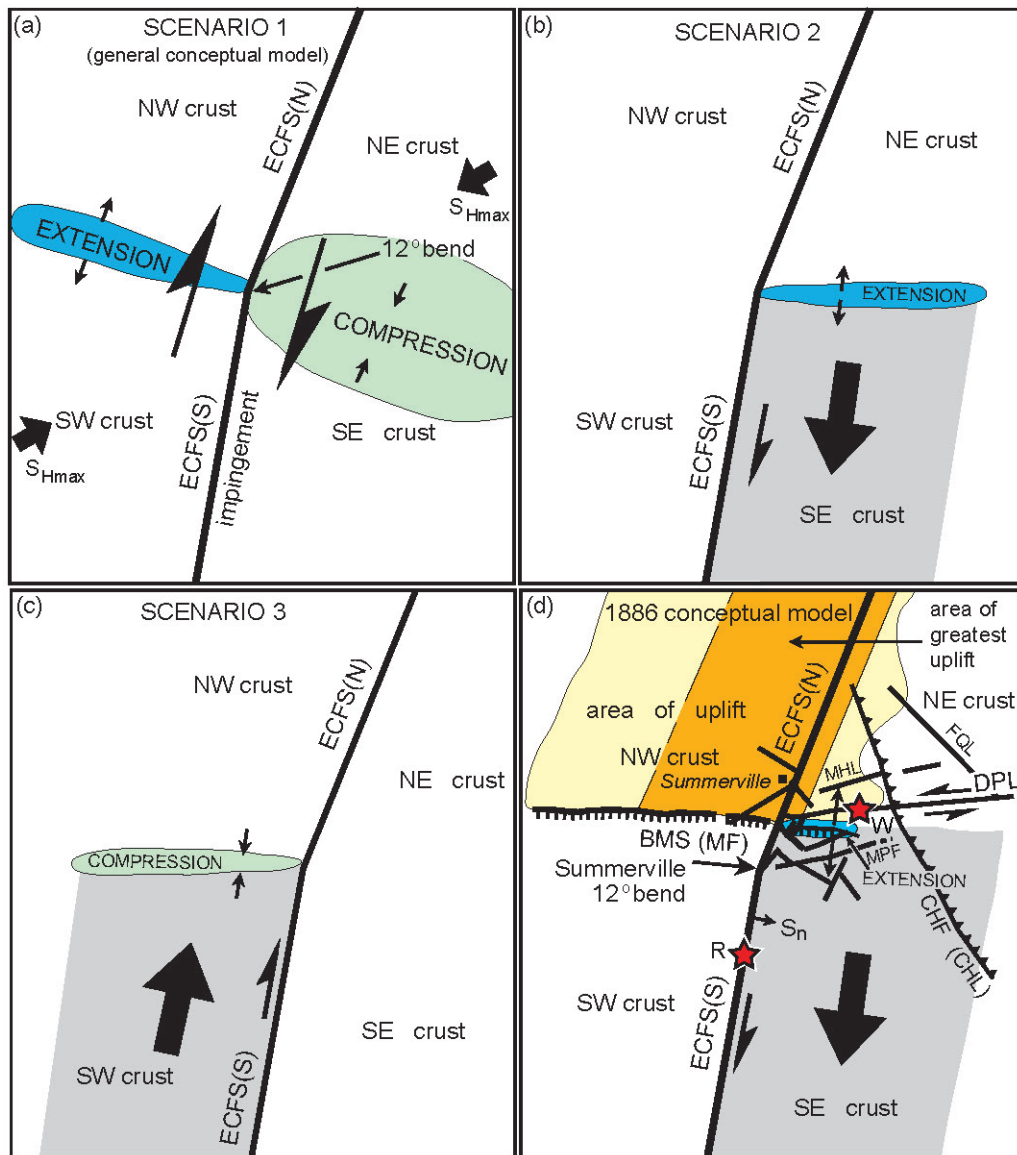 (a)
SCENARIO 1
(general conceptual model)
NW crust
ECFS(N)
NE crust
SHmax
EXTENSION
12° bend
COMPRESSION
SW crust
SHmax
ECFS(S)
impingement
SE crust
(b)
SCENARIO 2
NW crust
ECFS(N)
NE crust
EXTENSION
SW crust
ECFS(S)
SE crust
(c)
SCENARIO 3
NW crust
ECFS(N)
NE crust
COMPRESSION
SW crust
ECFS(S)
SE crust
(d)
1886 conceptual model
area of
greatest
uplift
ECFS(N)
NE crust
area of uplift
NW crust
FQL
Summerville
MHL
DPL
W
BMS (MF)
MPF
Summerville
12° bend
EXTENSION
CHF (CHL)
Sn
R
SW crust
ECFS(S)
SE crust